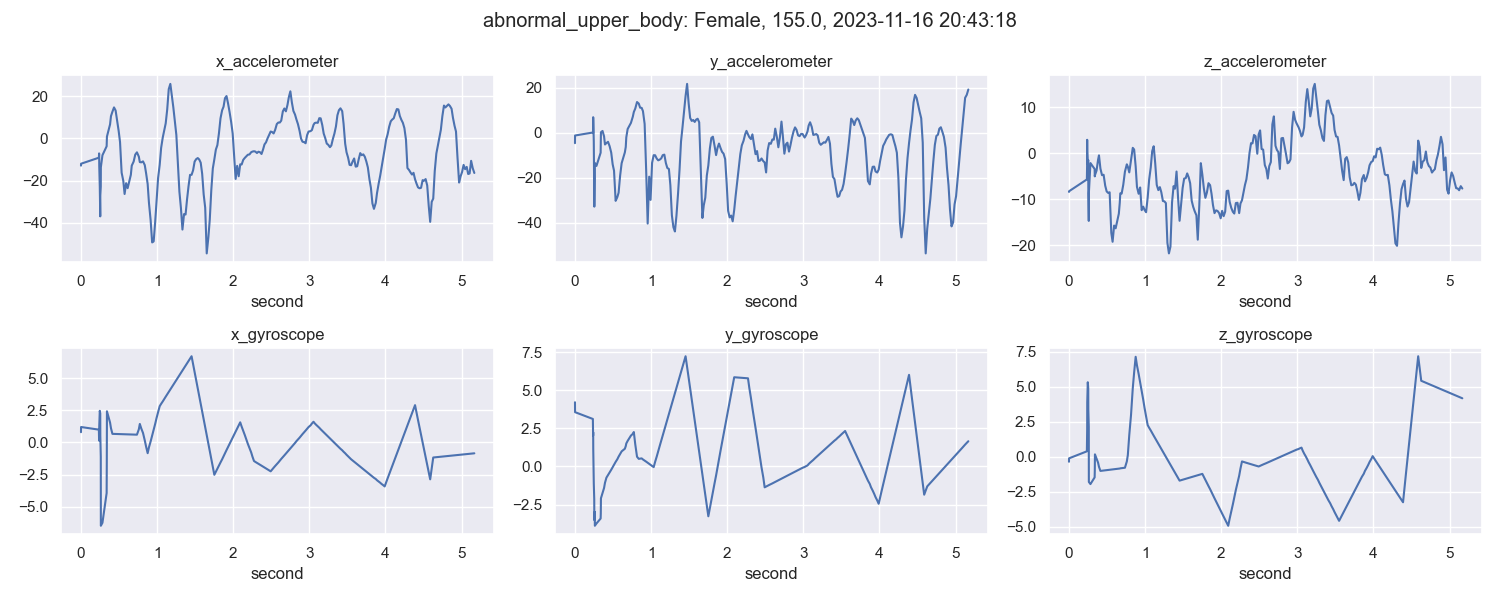 abnormal_upper_body: Female, 155.0, 2023-11-16 20:43:18
x_accelerometer
20
0
−20
−40
0 1 2 3 4 5
second
y_accelerometer
20
0
−20
−40
0 1 2 3 4 5
second
z_accelerometer
10
0
−10
−20
0 1 2 3 4 5
second
x_gyroscope
5.0
2.5
0.0
−2.5
−5.0
0 1 2 3 4 5
second
y_gyroscope
7.5
5.0
2.5
0.0
−2.5
0 1 2 3 4 5
second
z_gyroscope
7.5
5.0
2.5
0.0
−2.5
−5.0
0 1 2 3 4 5
second